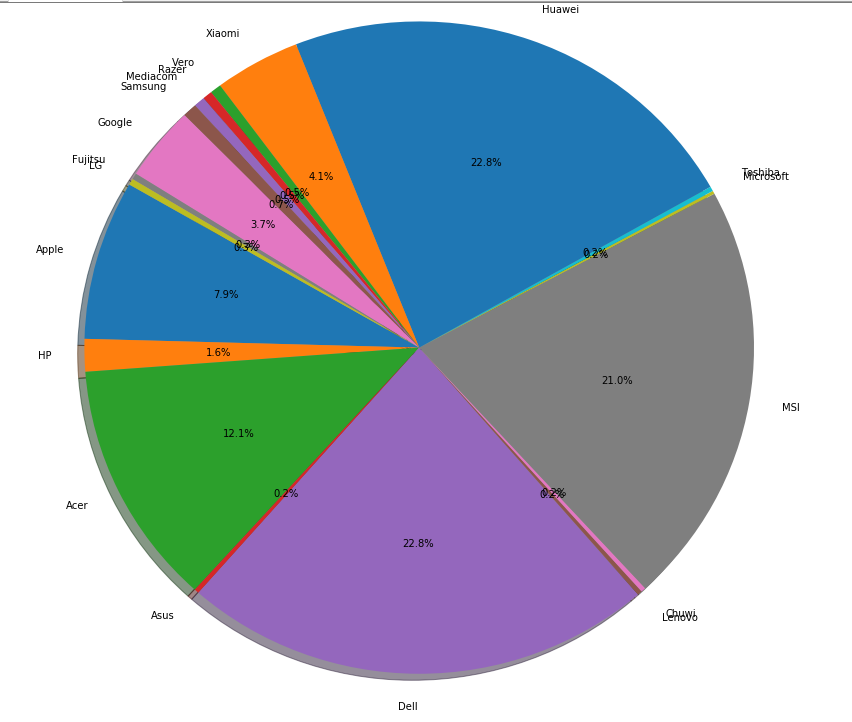 Huawei
Xiaomi
Vero
Razer
Mediacom
Samsung
Google
Fujitsu
LG
Apple
HP
Acer
Asus
Dell
Lenovo
Chuwi
MSI
Microsoft
Toshiba
22.8%
4.1%
0.5%
0.7%
3.7%
7.9%
1.6%
12.1%
0.2%
22.8%
0.2%
21.0%
0.2%